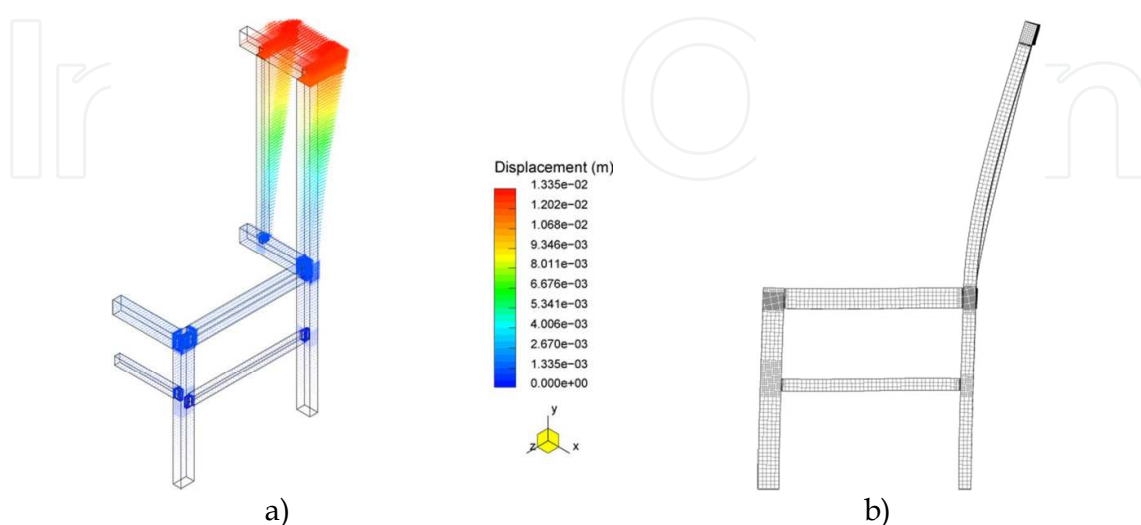 Displacement (m)
1.335e-02
1.202e-02
1.068e-02
9.346e-03
8.011e-03
6.676e-03
5.341e-03
4.006e-03
2.670e-03
1.335e-03
0.000e+00
y
z
x
a)
b)